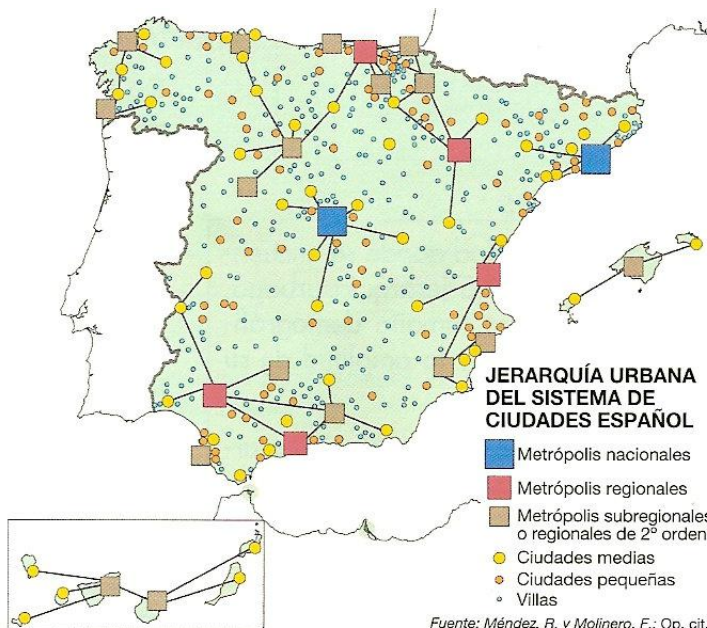 JERARQUÍA URBANA
DEL SISTEMA DE
CIUDADES ESPAÑOL
Metrópolis nacionales
Metrópolis regionales
Metrópolis subregionales
o regionales de 2º orden
Ciudades medias
Ciudades pequeñas
Villas
Fuente: Méndez, R. y Molinero, F.: Op. cit.